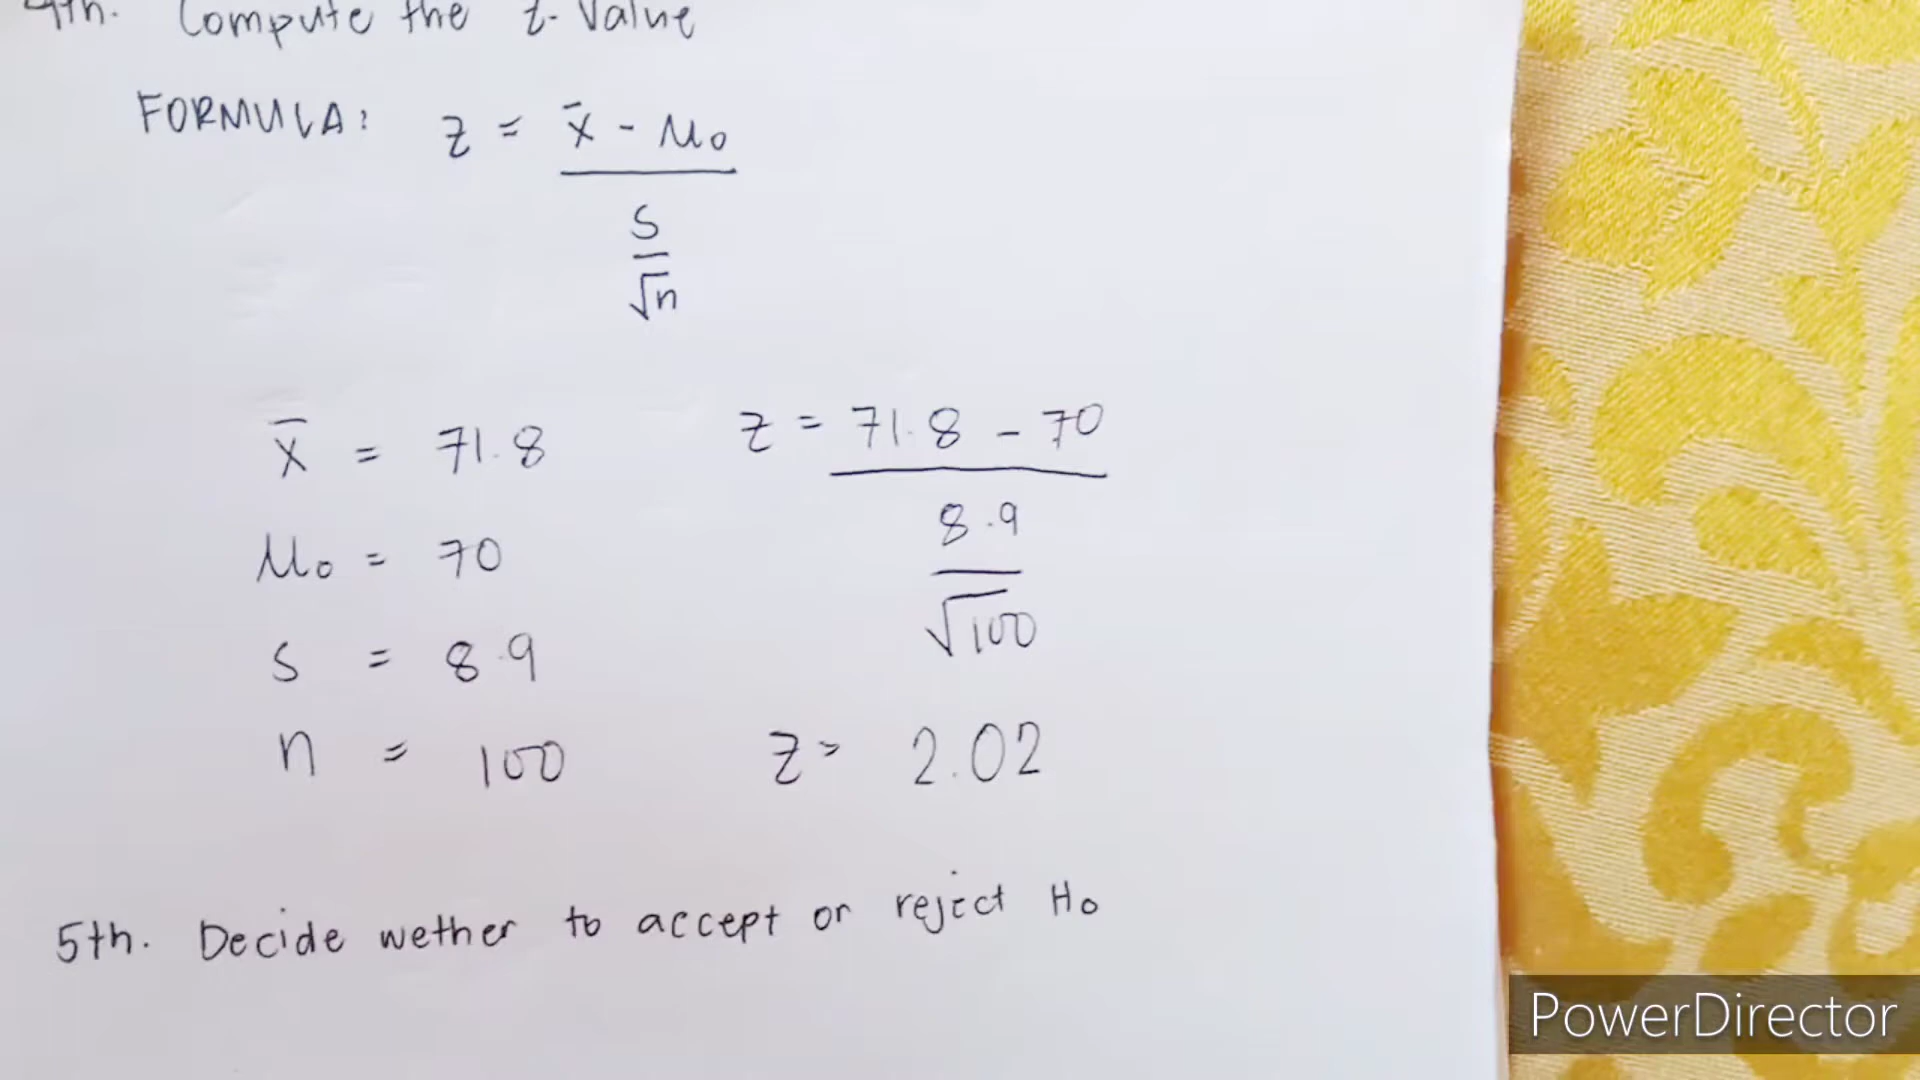 4th. Compute the z-value
FORMULA: z = x̄ - μ₀
s
√n
x̄ = 71.8
z = 71.8 - 70
8.9
√100
μ₀ = 70
s = 8.9
n = 100
z = 2.02
5th. Decide wether to accept or reject H₀
PowerDirector